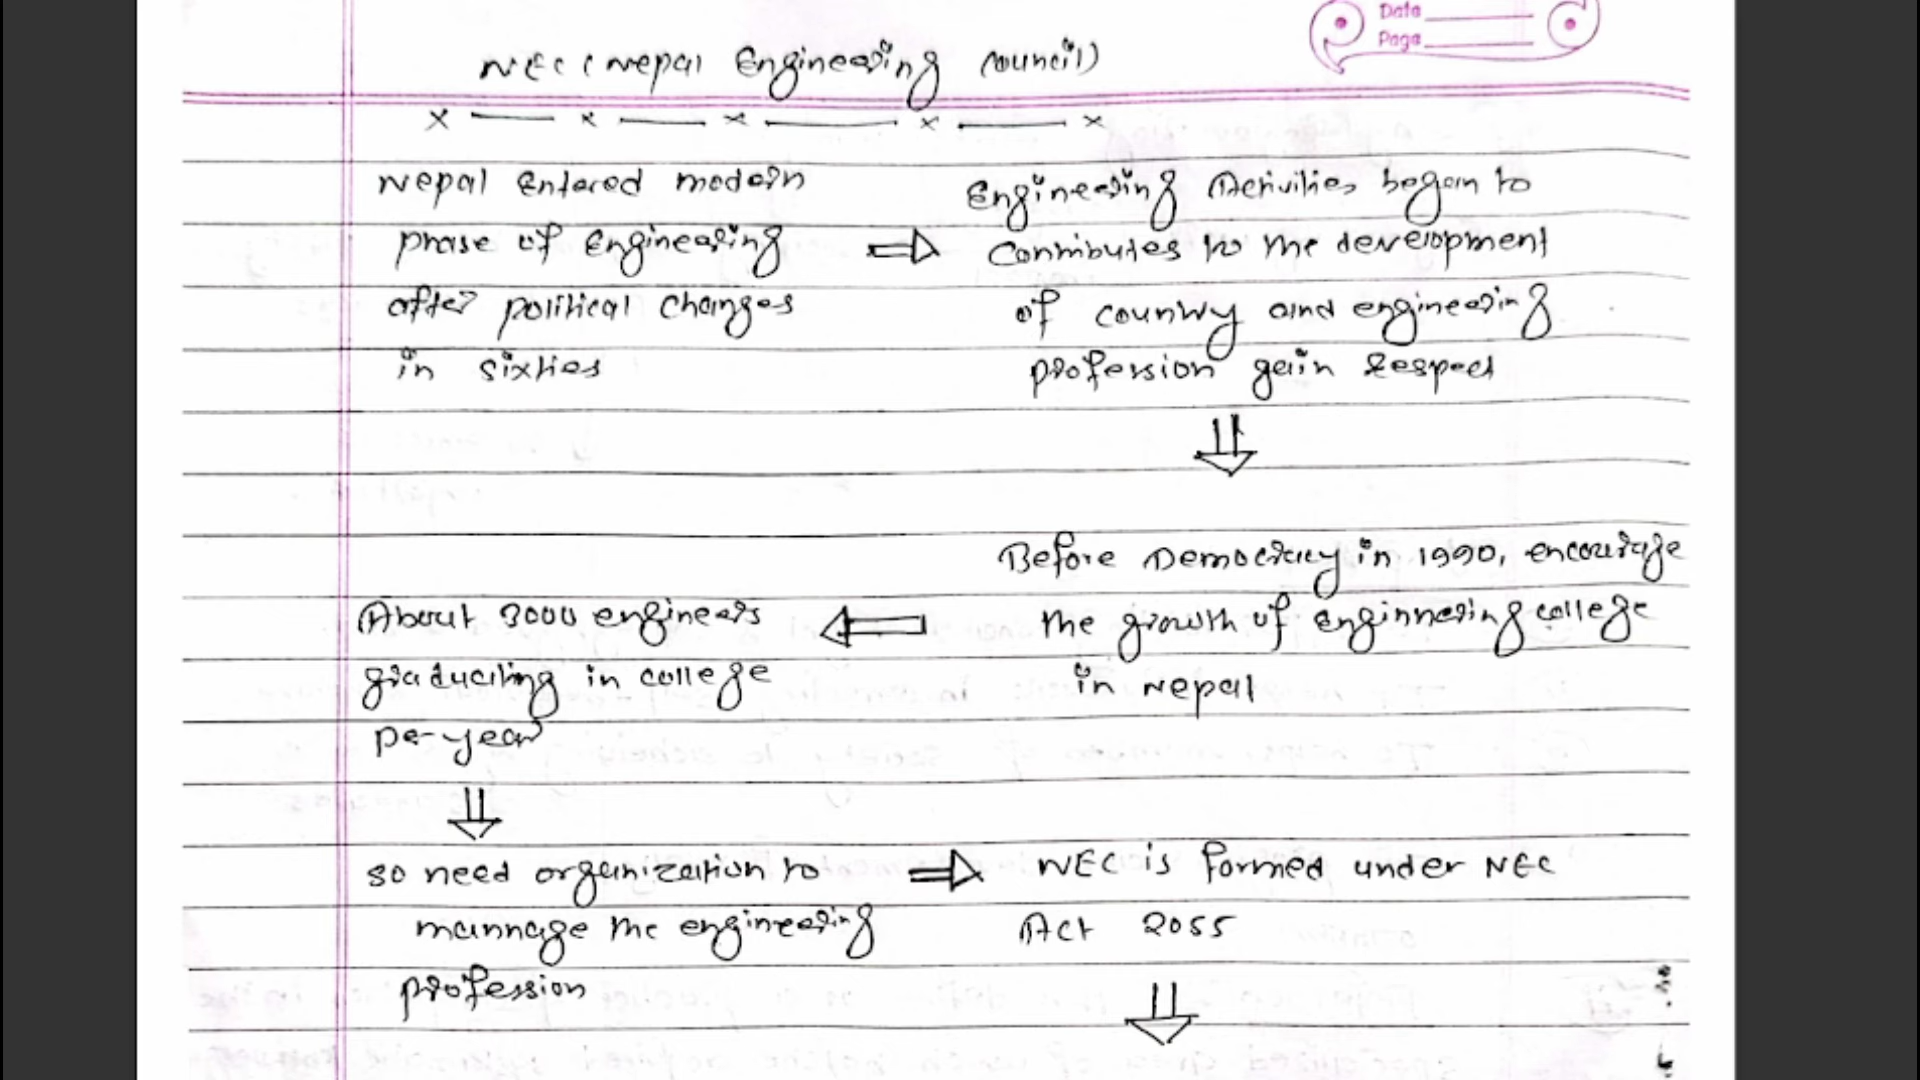 Date
Page
NEC (Nepal Engineering Council)
x — x — x — x — x
Nepal Entered modern
phase of Engineering
after political changes
in sixties
⇒
Engineering Activities began to
Contributes to the development
of country and engineering
profession gain respect
⇓
Before Democracy in 1990, encourage
the growth of enginnering college
in Nepal
⇐
About 3000 engineers
graduating in college
per year
⇓
so need organization to
mannage the engineering
profession
⇒
NEC is formed under NEC
Act 2055
⇓